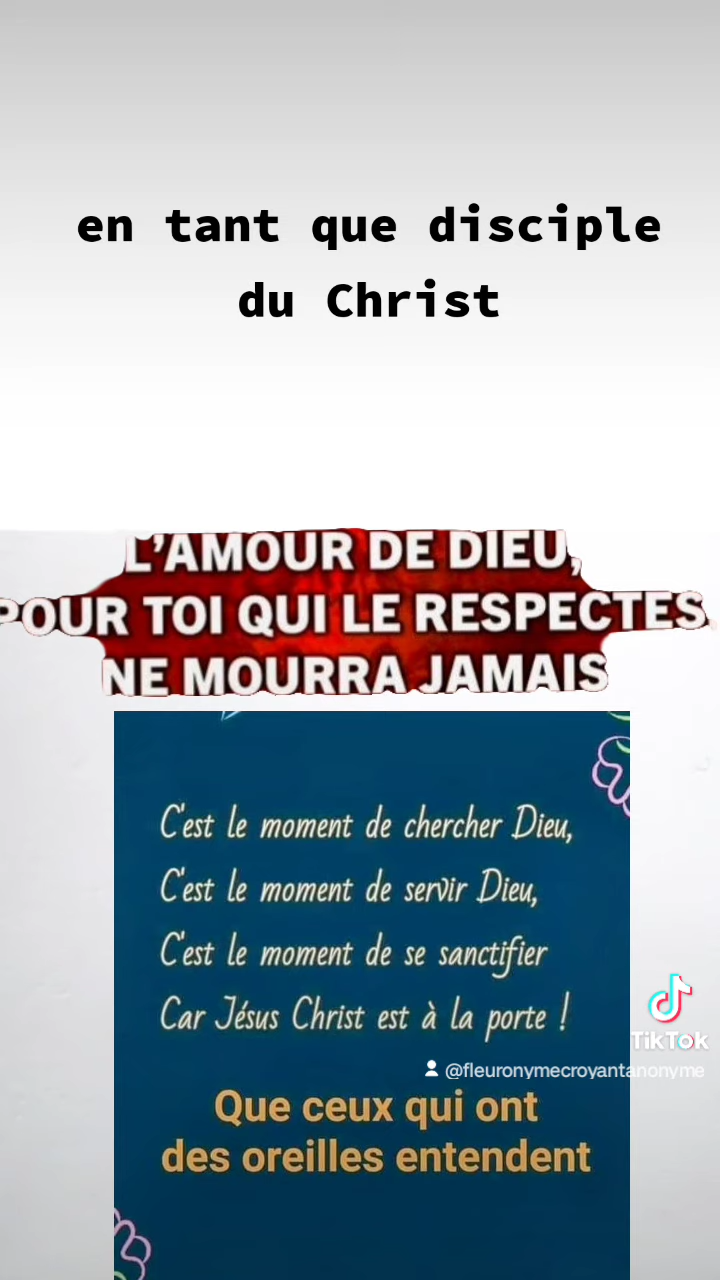 en tant que disciple
du Christ
L'AMOUR DE DIEU,
POUR TOI QUI LE RESPECTES,
NE MOURRA JAMAIS
C'est le moment de chercher Dieu,
C'est le moment de servir Dieu,
C'est le moment de se sanctifier
Car Jésus Christ est à la porte !
TikTok
@fleuronymecroyantanonyme
Que ceux qui ont
des oreilles entendent